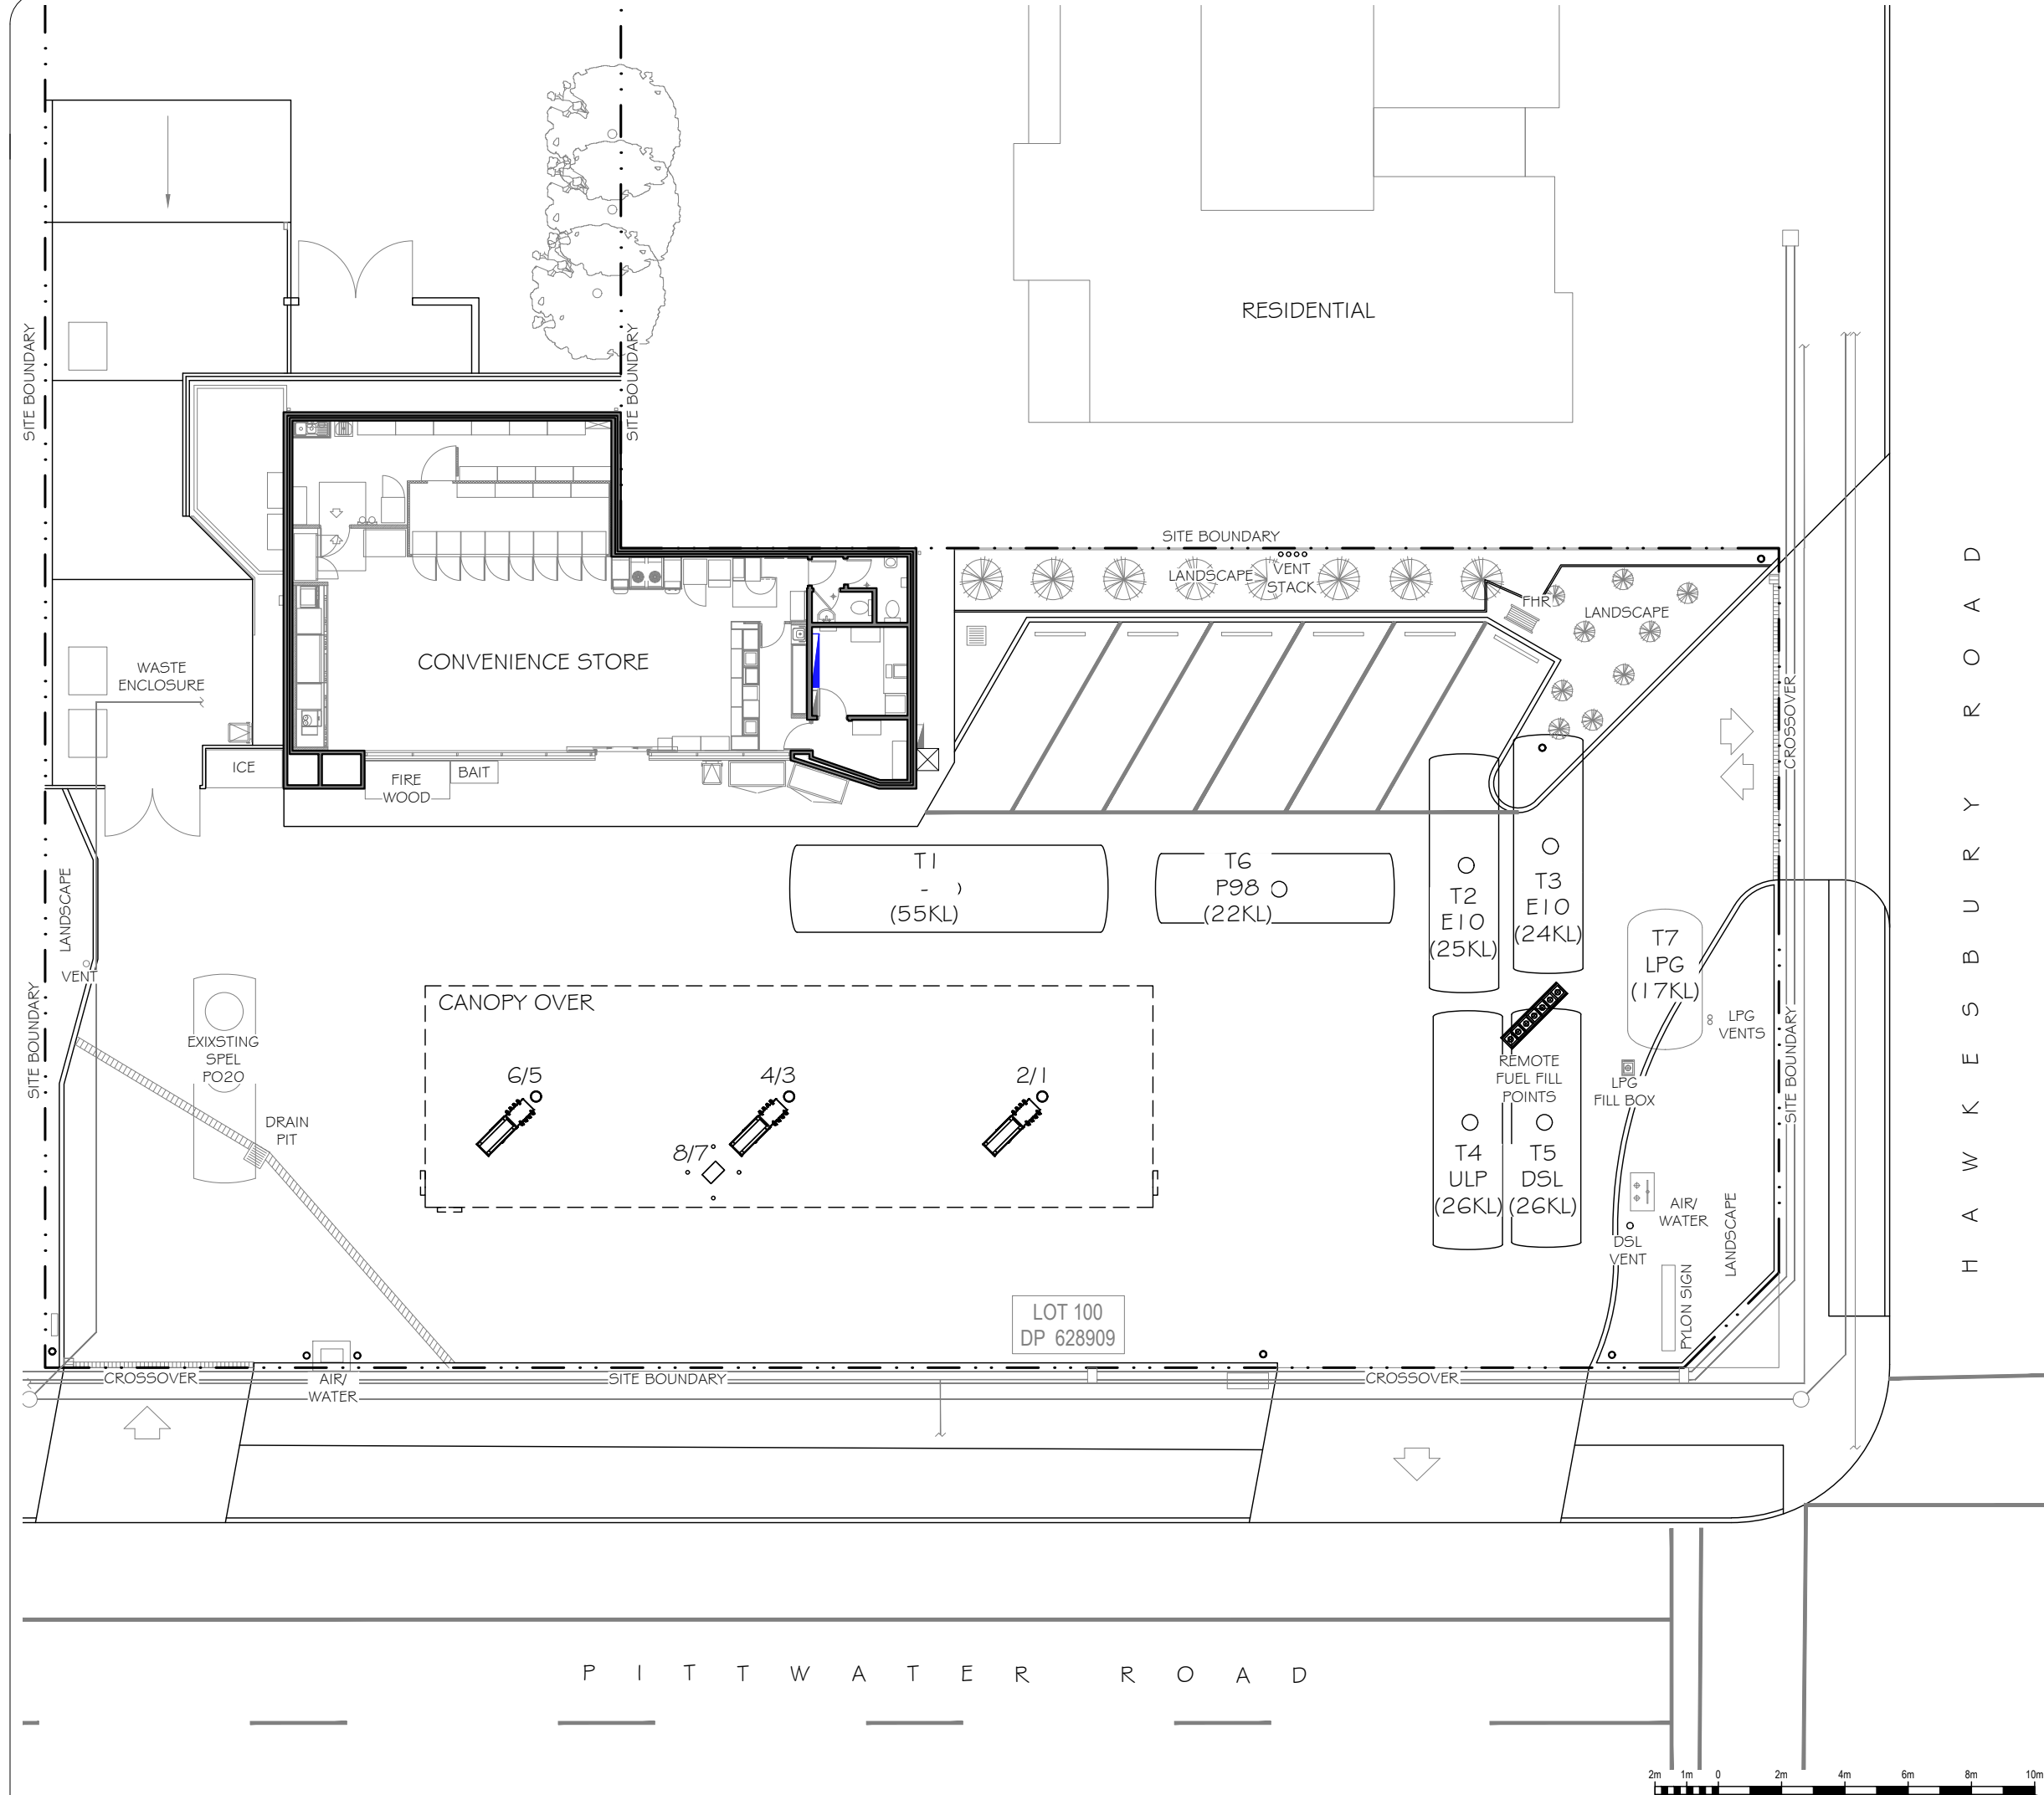 RESIDENTIAL
SITE BOUNDARY
SITE BOUNDARY
SITE BOUNDARY
VENT
STACK
LANDSCAPE
FHR
LANDSCAPE
CONVENIENCE STORE
WASTE
ENCLOSURE
CROSSOVER
ICE
BAIT
FIRE
WOOD
HAWKESBURY ROAD
T1
-
(55KL)
T6
P98
(22KL)
T2
E10
(25KL)
T3
E10
(24KL)
T7
LPG
(17KL)
LANDSCAPE
VENT
SITE BOUNDARY
CANOPY OVER
EXIXSTING
SPEL
PO20
DRAIN
PIT
6/5
4/3
2/1
8/7
LPG
VENTS
SITE BOUNDARY
REMOTE
FUEL FILL
POINTS
LPG
FILL BOX
T4
ULP
(26KL)
T5
DSL
(26KL)
AIR/
WATER
DSL
VENT
LANDSCAPE
PYLON SIGN
LOT 100
DP 628909
CROSSOVER
AIR/
WATER
SITE BOUNDARY
CROSSOVER
PITTWATER ROAD
2m 1m 0 2m 4m 6m 8m 10m